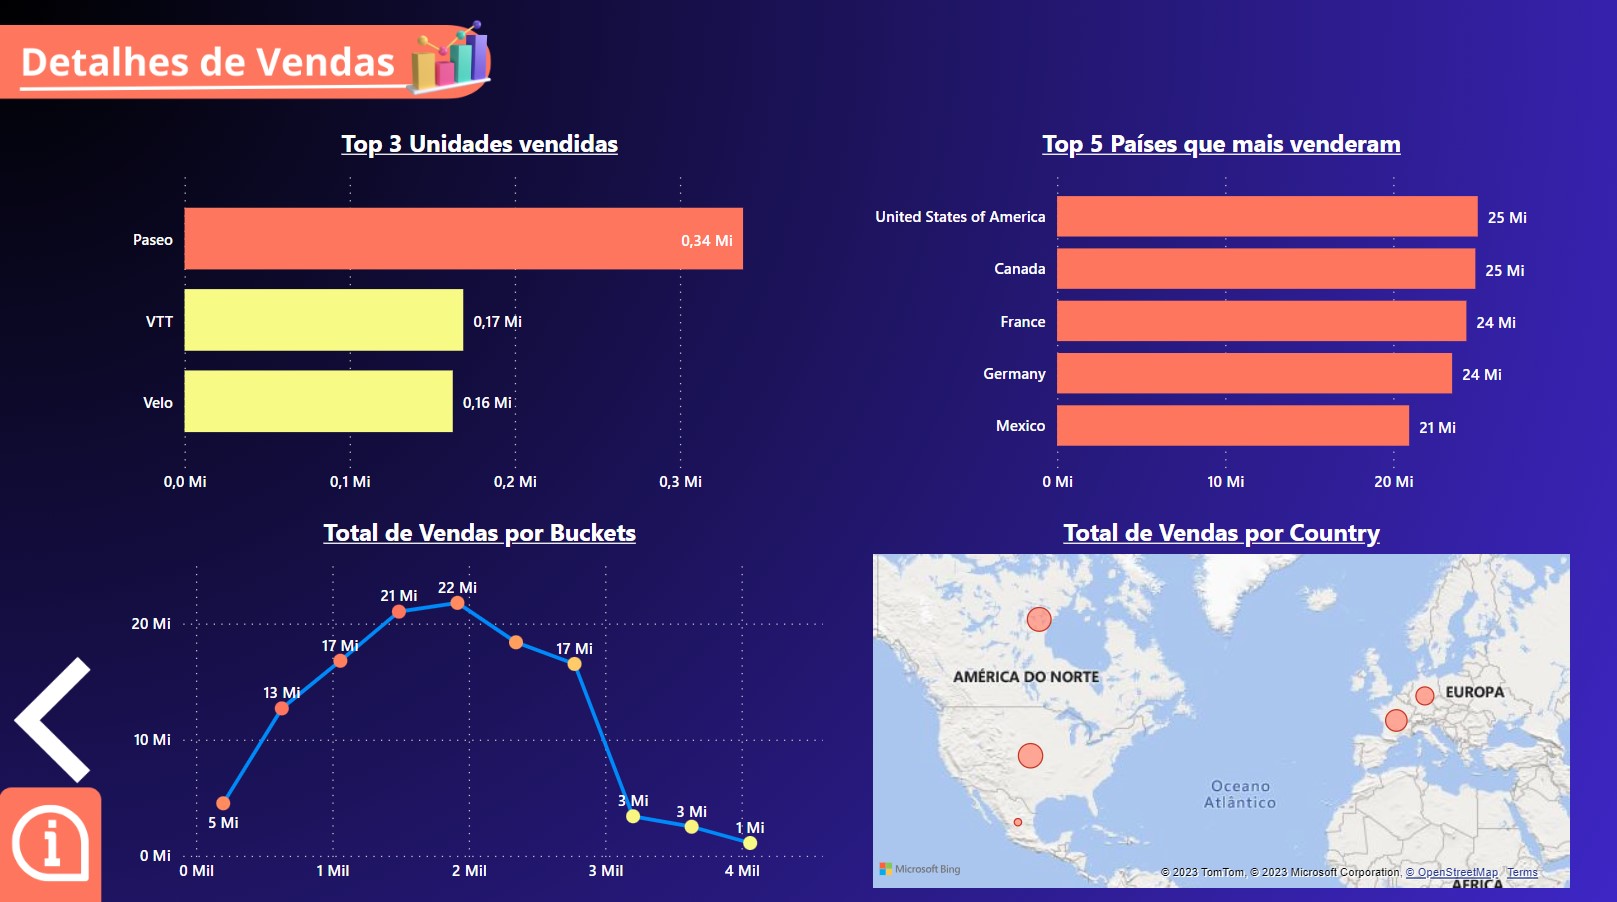 Detalhes de Vendas
Top 3 Unidades vendidas
Paseo
0,34 Mi
VTT
0,17 Mi
Velo
0,16 Mi
0,0 Mi
0,1 Mi
0,2 Mi
0,3 Mi
Top 5 Países que mais venderam
United States of America
25 Mi
Canada
25 Mi
France
24 Mi
Germany
24 Mi
Mexico
21 Mi
0 Mi
10 Mi
20 Mi
Total de Vendas por Buckets
20 Mi
10 Mi
0 Mi
5 Mi
13 Mi
17 Mi
21 Mi
22 Mi
17 Mi
3 Mi
3 Mi
1 Mi
0 Mil
1 Mil
2 Mil
3 Mil
4 Mil
Total de Vendas por Country
AMÉRICA DO NORTE
EUROPA
Oceano
Atlântico
ÁFRICA
Microsoft Bing
© 2023 TomTom, © 2023 Microsoft Corporation, © OpenStreetMap Terms